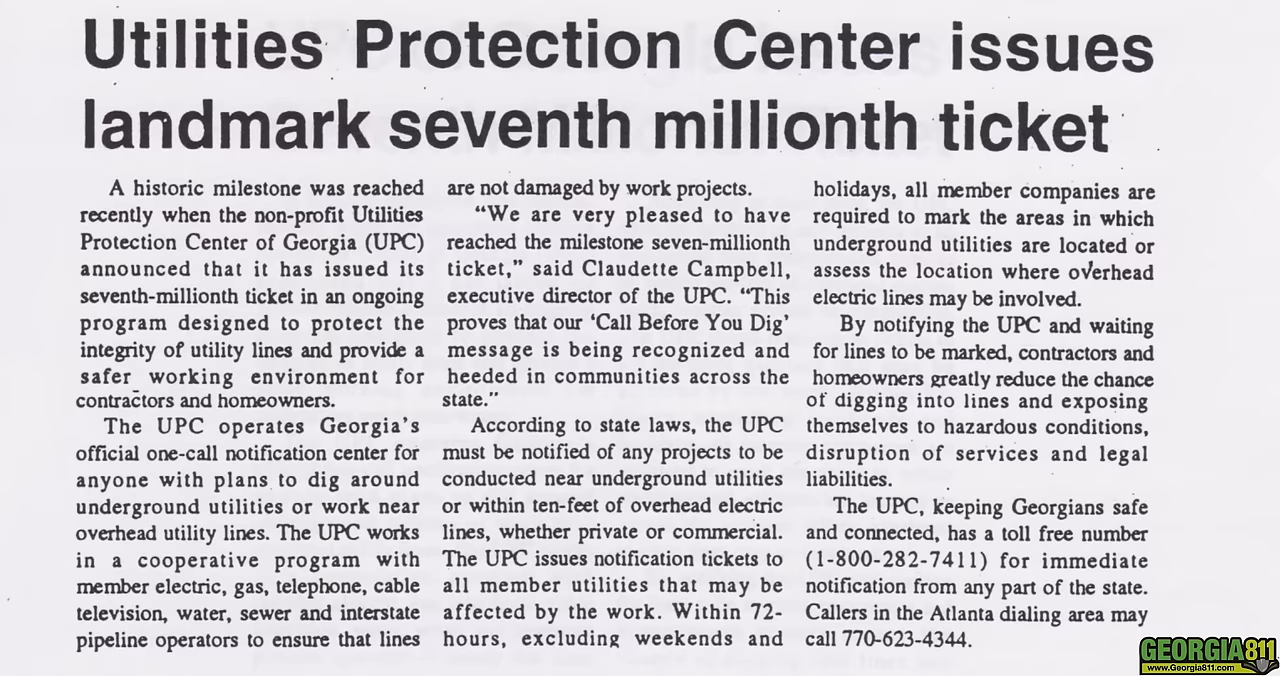 Utilities Protection Center issues
landmark seventh millionth ticket
A historic milestone was reached
recently when the non-profit Utilities
Protection Center of Georgia (UPC)
announced that it has issued its
seventh-millionth ticket in an ongoing
program designed to protect the
integrity of utility lines and provide a
safer working environment for
contractors and homeowners.
The UPC operates Georgia's
official one-call notification center for
anyone with plans to dig around
underground utilities or work near
overhead utility lines. The UPC works
in a cooperative program with
member electric, gas, telephone, cable
television, water, sewer and interstate
pipeline operators to ensure that lines
are not damaged by work projects.
"We are very pleased to have
reached the milestone seven-millionth
ticket," said Claudette Campbell,
executive director of the UPC. "This
proves that our 'Call Before You Dig'
message is being recognized and
heeded in communities across the
state."
According to state laws, the UPC
must be notified of any projects to be
conducted near underground utilities
or within ten-feet of overhead electric
lines, whether private or commercial.
The UPC issues notification tickets to
all member utilities that may be
affected by the work. Within 72-
hours, excluding weekends and
holidays, all member companies are
required to mark the areas in which
underground utilities are located or
assess the location where overhead
electric lines may be involved.
By notifying the UPC and waiting
for lines to be marked, contractors and
homeowners greatly reduce the chance
of digging into lines and exposing
themselves to hazardous conditions,
disruption of services and legal
liabilities.
The UPC, keeping Georgians safe
and connected, has a toll free number
(1-800-282-7411) for immediate
notification from any part of the state.
Callers in the Atlanta dialing area may
call 770-623-4344.
GEORGIA811
www.Georgia811.com